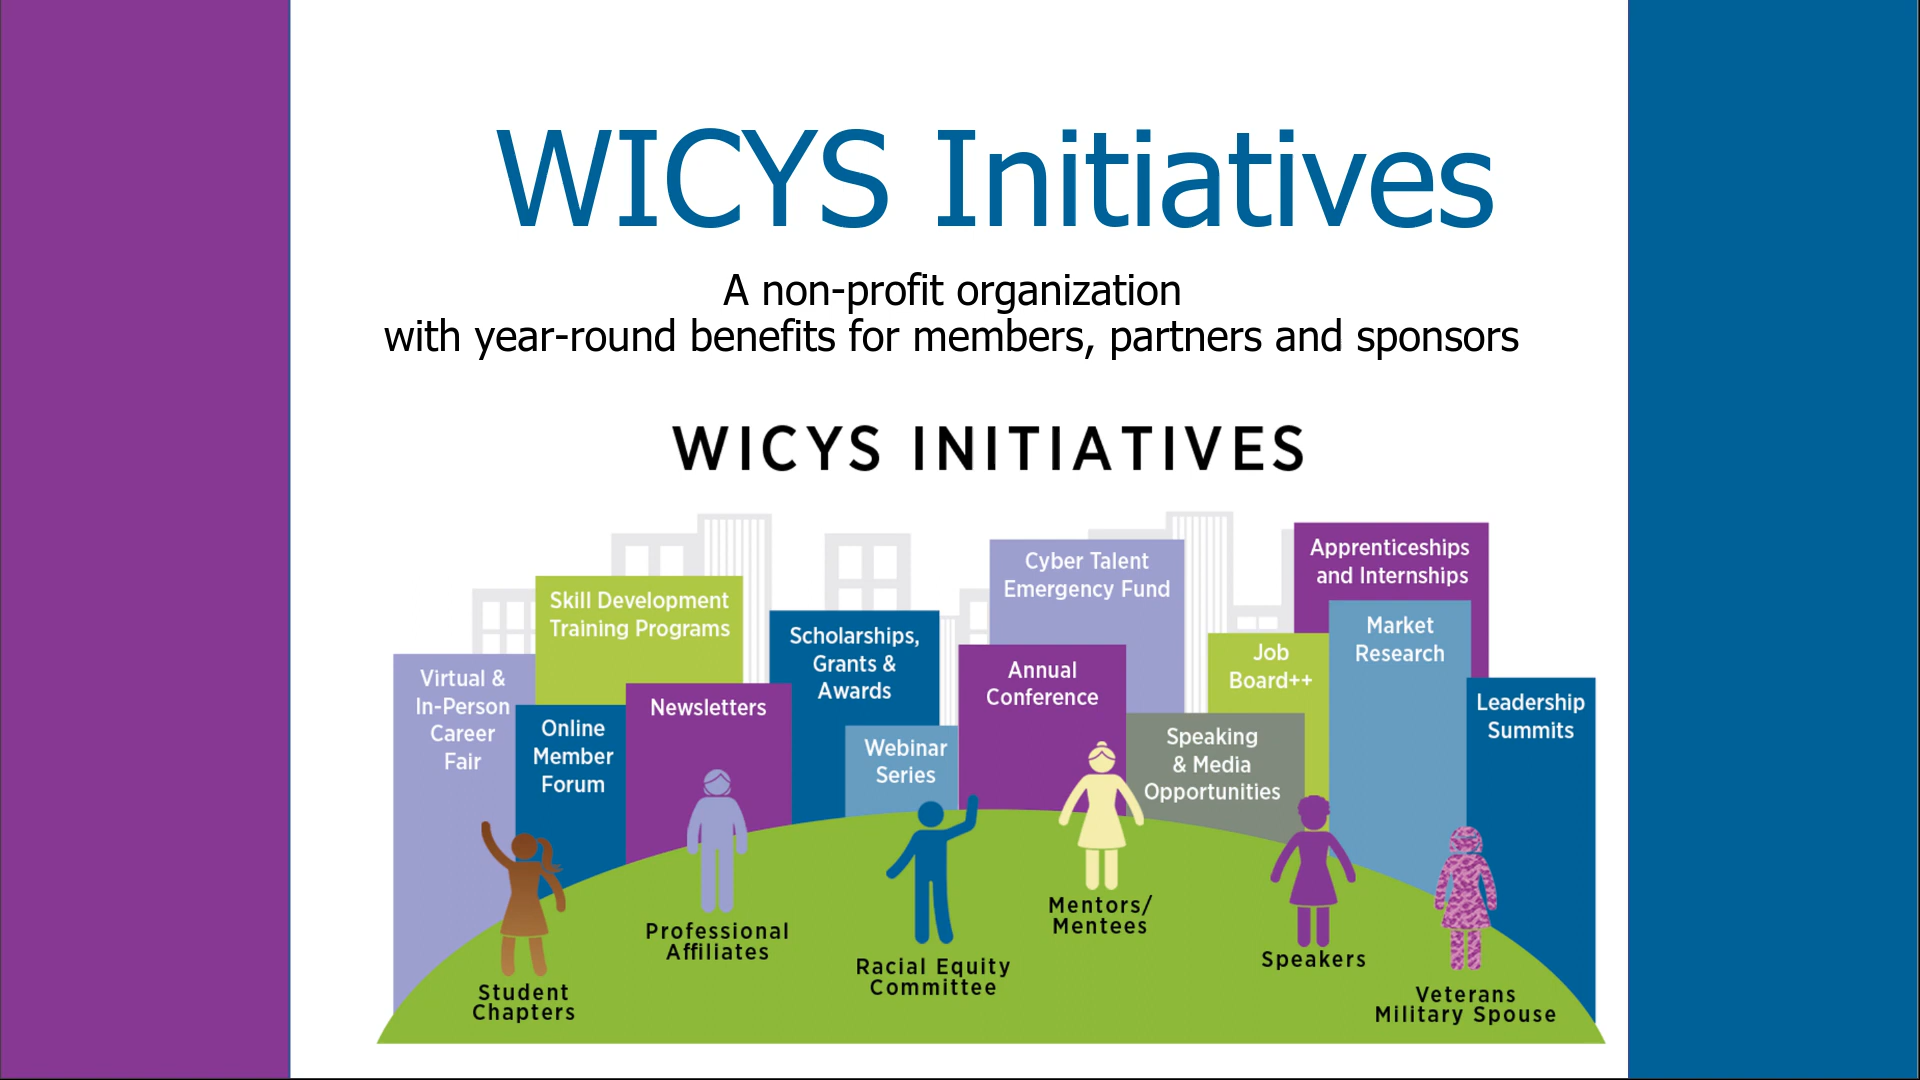 WICYS Initiatives
A non-profit organization
with year-round benefits for members, partners and sponsors
WICYS INITIATIVES
Virtual &
In-Person
Career
Fair
Skill Development
Training Programs
Online
Member
Forum
Newsletters
Scholarships,
Grants &
Awards
Webinar
Series
Cyber Talent
Emergency Fund
Annual
Conference
Speaking
& Media
Opportunities
Job
Board++
Apprenticeships
and Internships
Market
Research
Leadership
Summits
Student
Chapters
Professional
Affiliates
Racial Equity
Committee
Mentors/
Mentees
Speakers
Veterans
Military Spouse